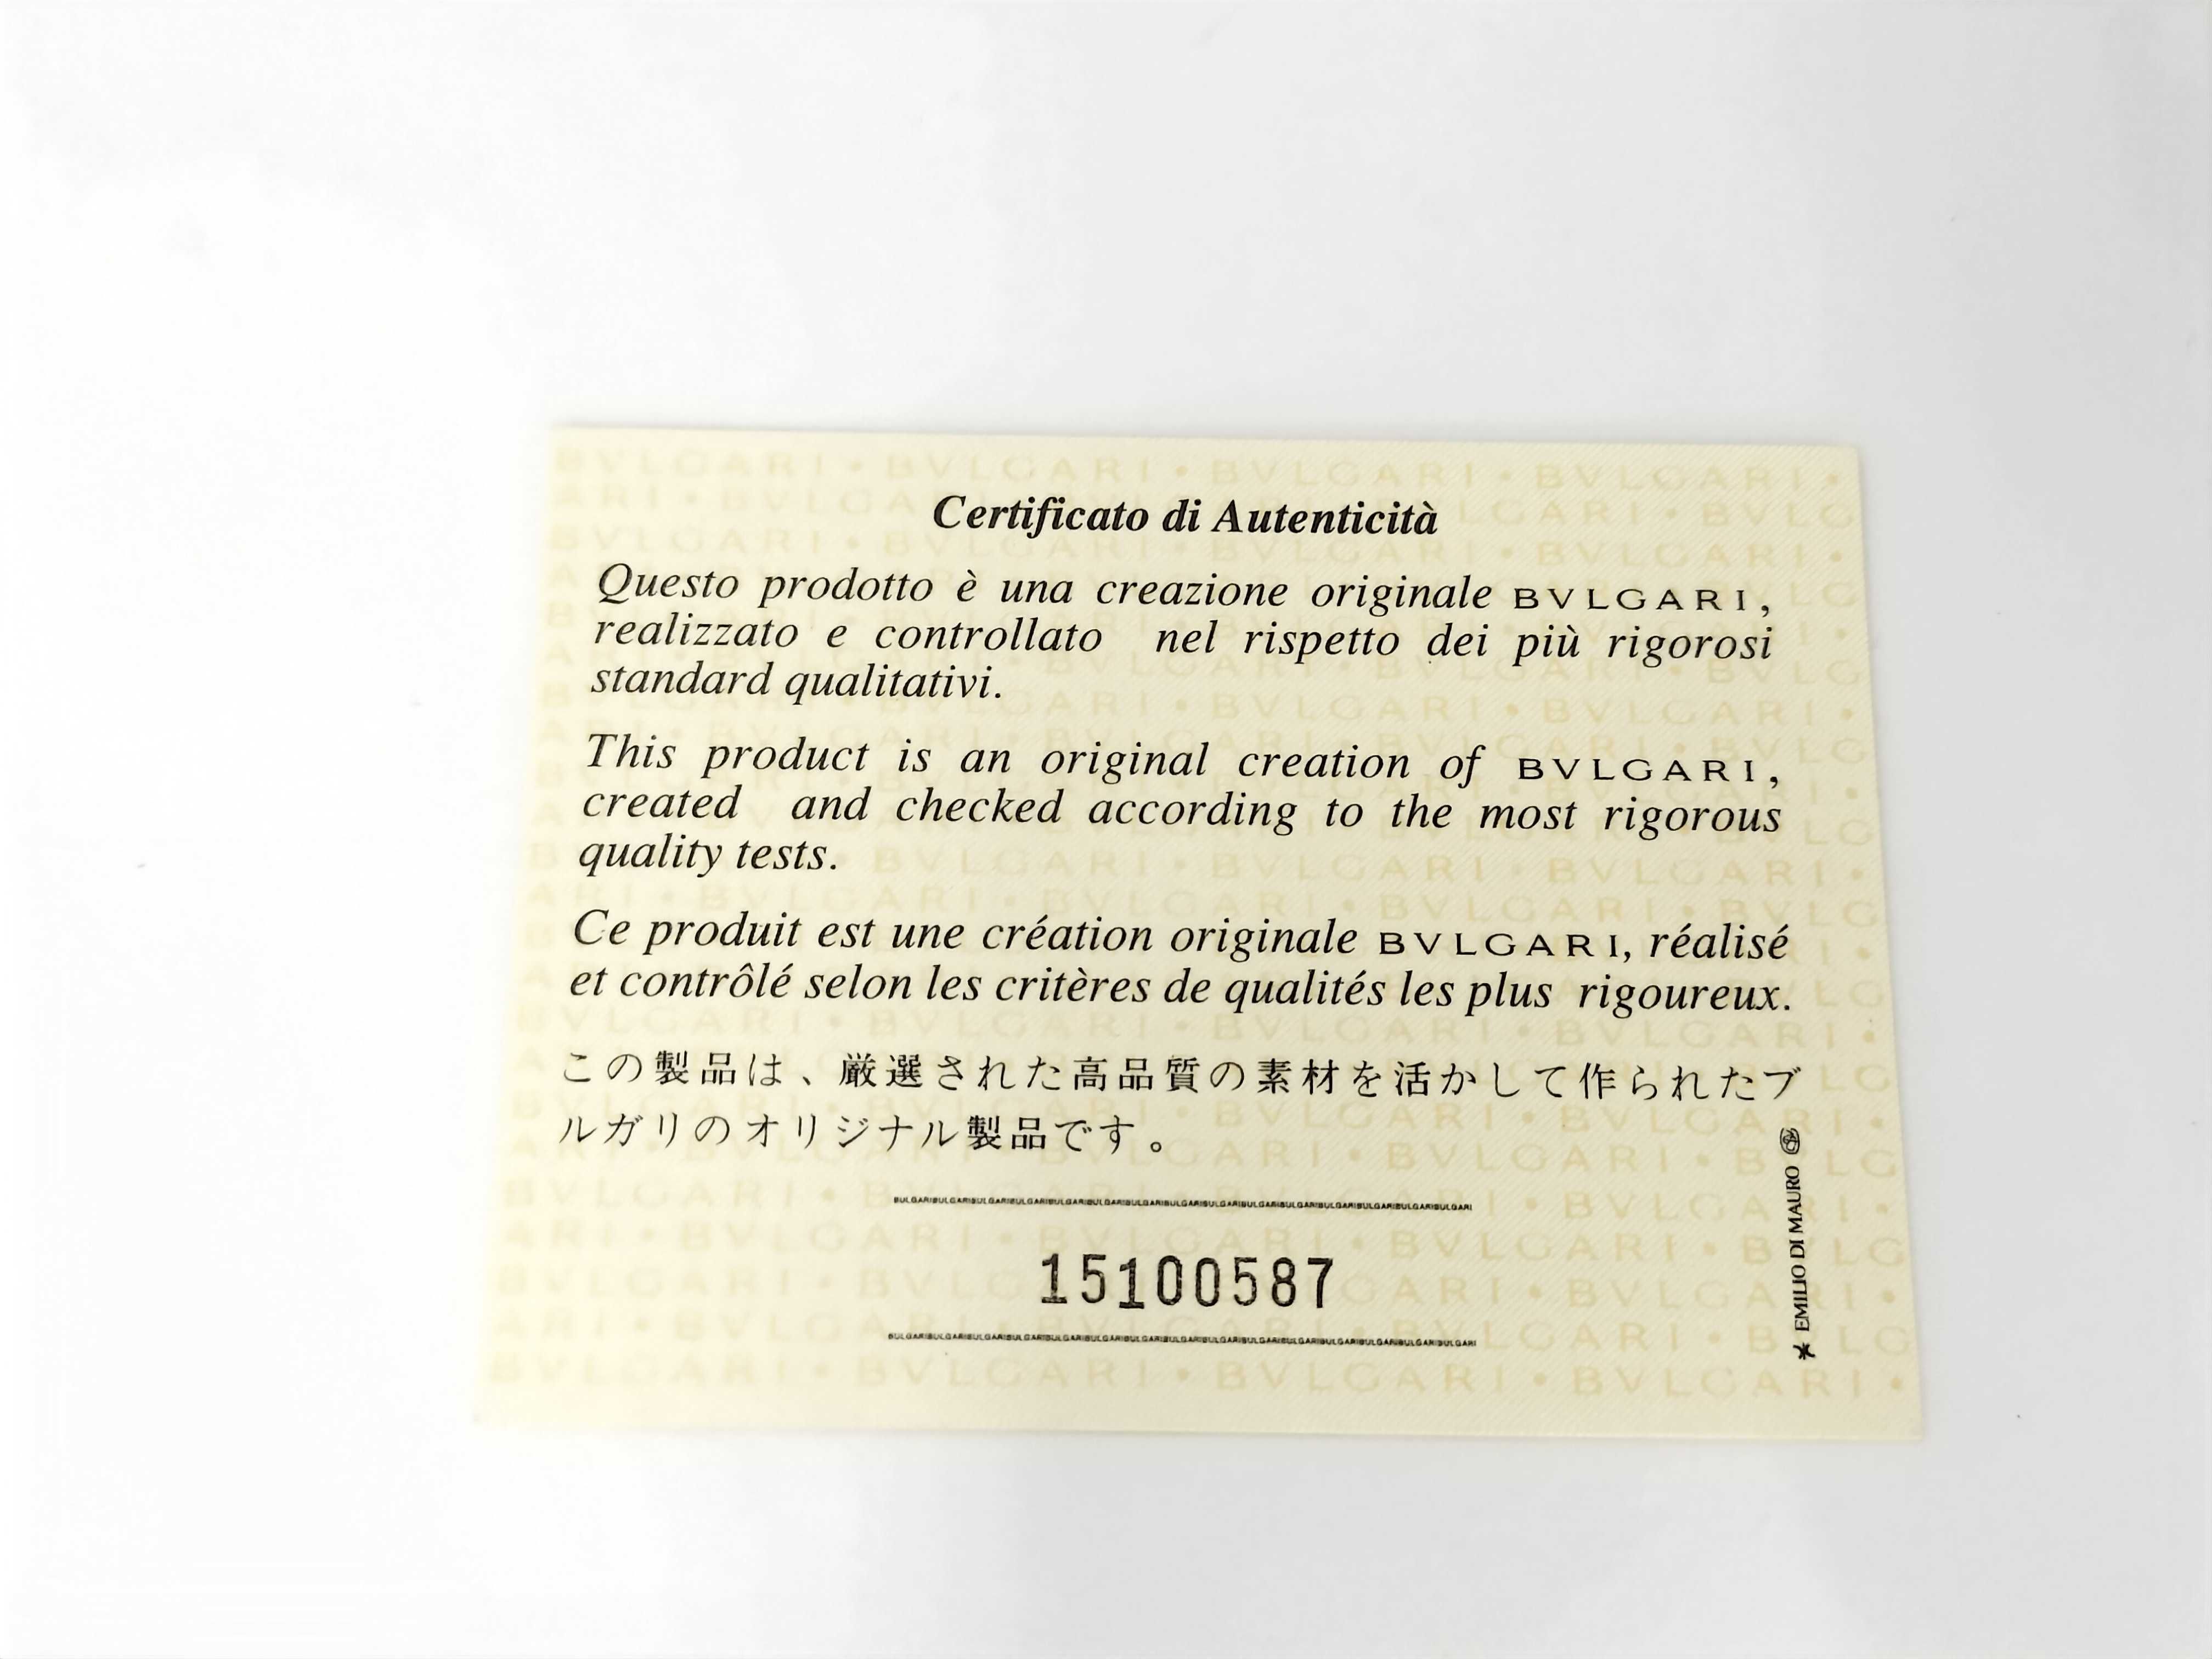 Certificato di Autenticità
Questo prodotto è una creazione originale BVLGARI,
realizzato e controllato nel rispetto dei più rigorosi
standard qualitativi.
This product is an original creation of BVLGARI,
created and checked according to the most rigorous
quality tests.
Ce produit est une création originale BVLGARI, réalisé
et contrôlé selon les critères de qualités les plus rigoureux.
この製品は、厳選された高品質の素材を活かして作られたブ
ルガリのオリジナル製品です。
BULGARIBULGARIBULGARIBULGARIBULGARIBULGARIBULGARIBULGARIBULGARIBULGARIBULGARIBULGARIBULGARIBULGARIBULGARI
15100587
BULGARIBULGARIBULGARIBULGARIBULGARIBULGARIBULGARIBULGARIBULGARIBULGARIBULGARIBULGARIBULGARIBULGARIBULGARI
EMILIO DI MAURO